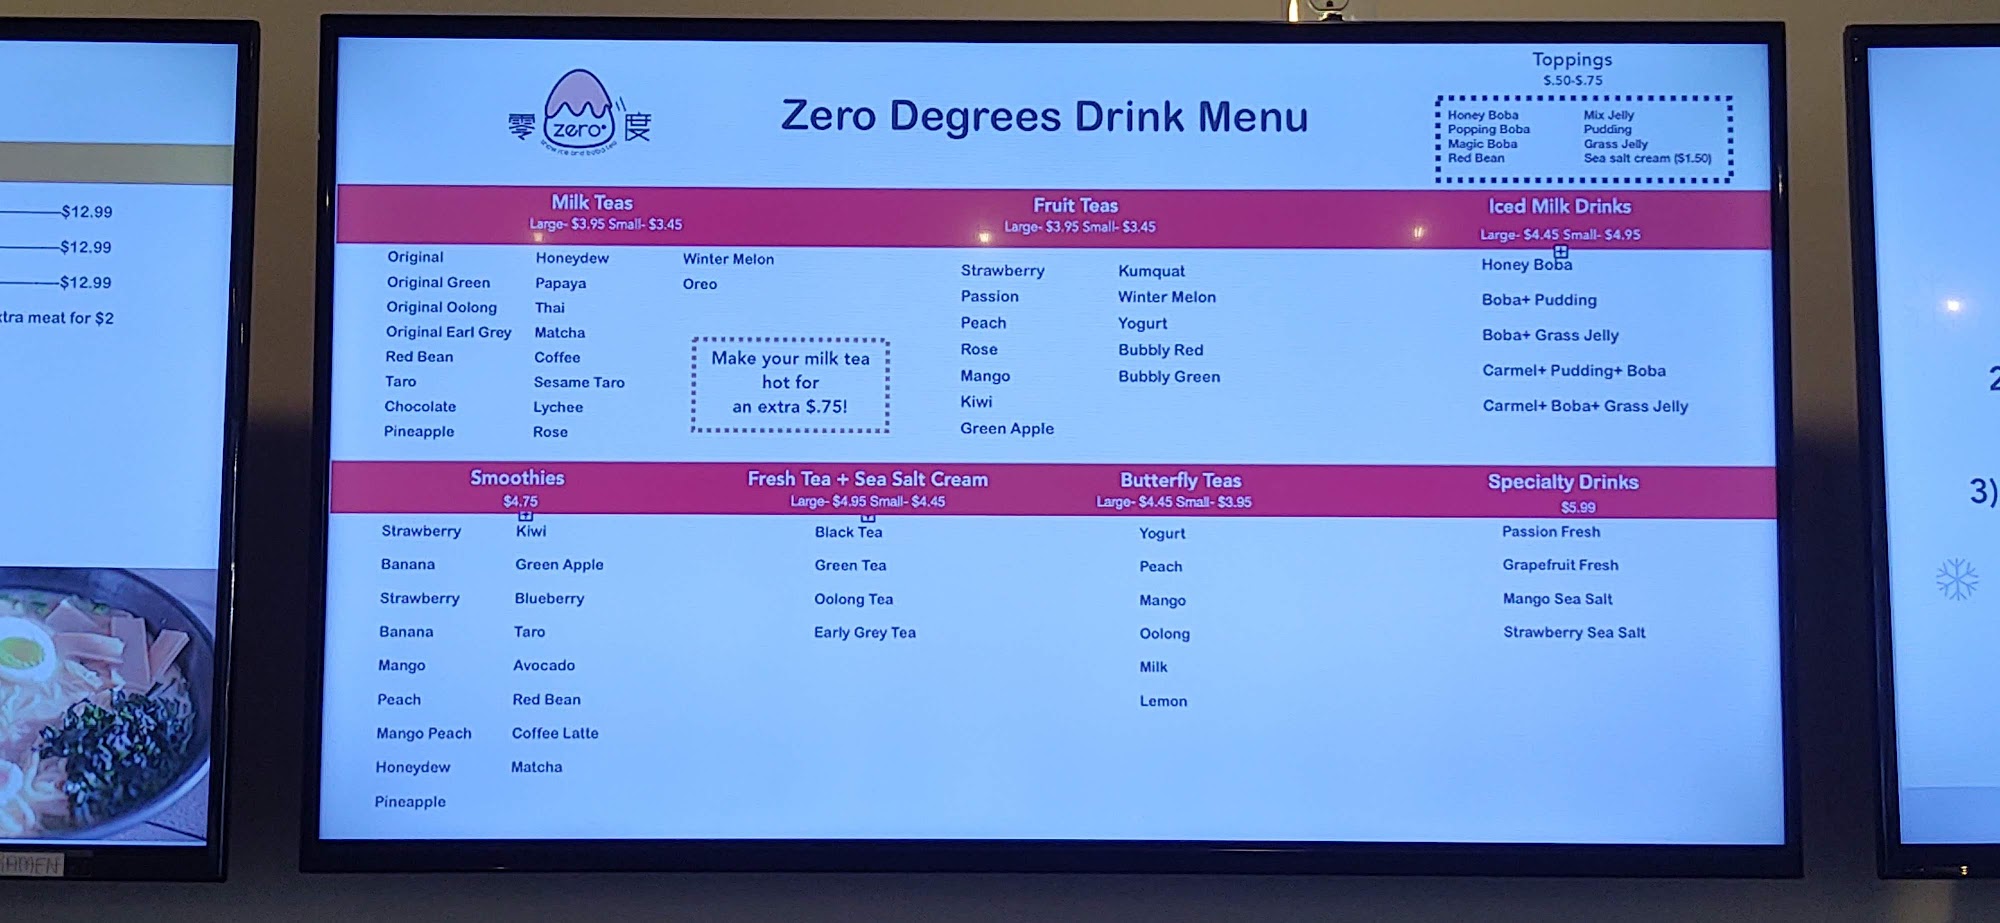 $12.99
$12.99
$12.99
tra meat for $2
RAMEN
零 zero° 度
snow ice and boba tea
Zero Degrees Drink Menu
Toppings
$.50-$.75
Honey Boba
Popping Boba
Magic Boba
Red Bean
Mix Jelly
Pudding
Grass Jelly
Sea salt cream ($1.50)
Milk Teas
Large- $3.95 Small- $3.45
Original
Original Green
Original Oolong
Original Earl Grey
Red Bean
Taro
Chocolate
Pineapple
Honeydew
Papaya
Thai
Matcha
Coffee
Sesame Taro
Lychee
Rose
Winter Melon
Oreo
Make your milk tea
hot for
an extra $.75!
Fruit Teas
Large- $3.95 Small- $3.45
Strawberry
Passion
Peach
Rose
Mango
Kiwi
Green Apple
Kumquat
Winter Melon
Yogurt
Bubbly Red
Bubbly Green
Iced Milk Drinks
Large- $4.45 Small- $4.95
Honey Boba
Boba+ Pudding
Boba+ Grass Jelly
Carmel+ Pudding+ Boba
Carmel+ Boba+ Grass Jelly
Smoothies
$4.75
Strawberry
Banana
Strawberry
Banana
Mango
Peach
Mango Peach
Honeydew
Pineapple
Kiwi
Green Apple
Blueberry
Taro
Avocado
Red Bean
Coffee Latte
Matcha
Fresh Tea + Sea Salt Cream
Large- $4.95 Small- $4.45
Black Tea
Green Tea
Oolong Tea
Early Grey Tea
Butterfly Teas
Large- $4.45 Small- $3.95
Yogurt
Peach
Mango
Oolong
Milk
Lemon
Specialty Drinks
$5.99
Passion Fresh
Grapefruit Fresh
Mango Sea Salt
Strawberry Sea Salt
2
3)